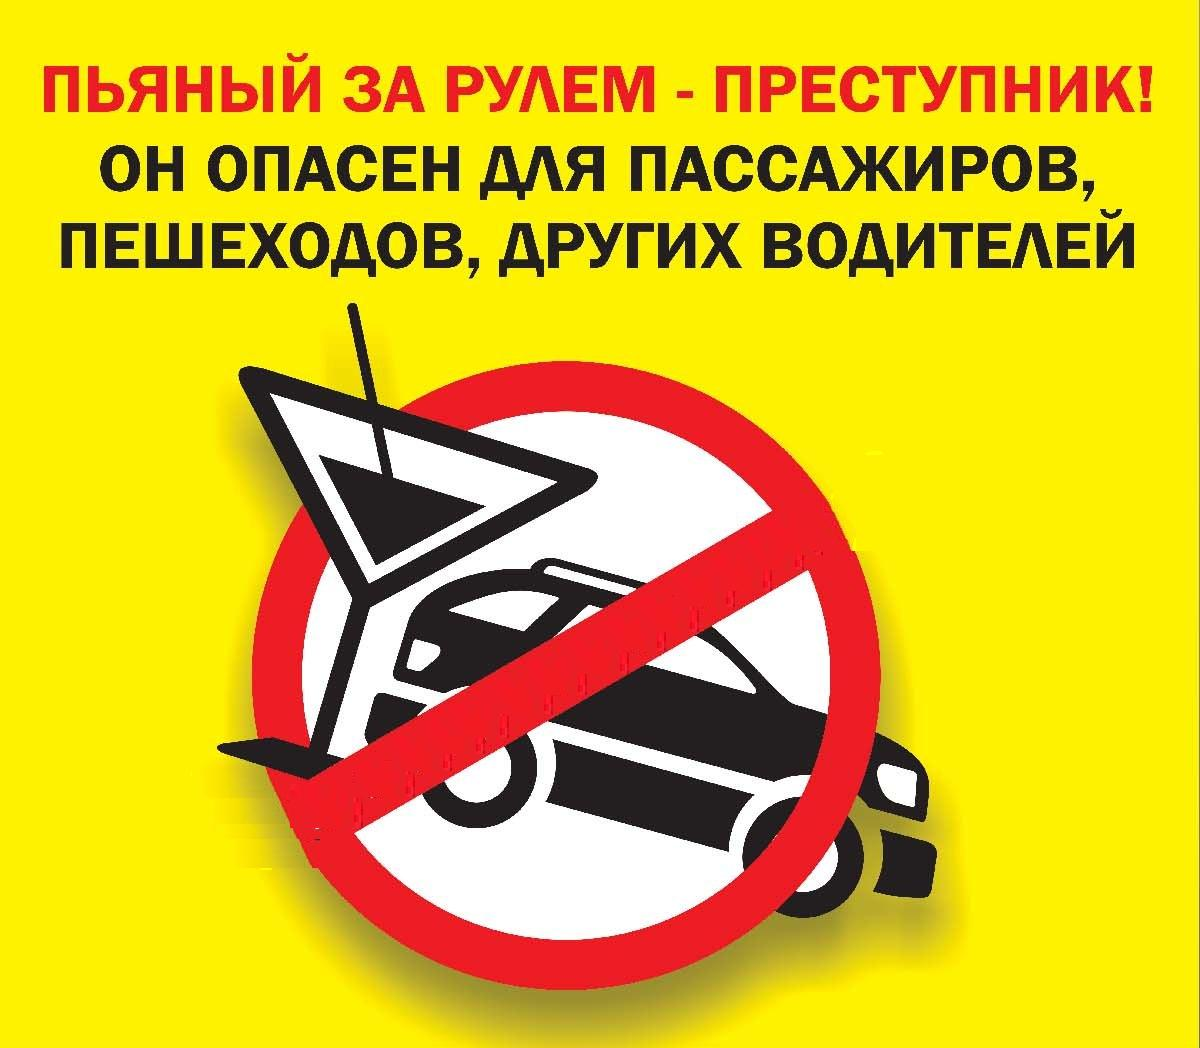 ПЬЯНЫЙ ЗА РУЛЕМ - ПРЕСТУПНИК!
ОН ОПАСЕН ДЛЯ ПАССАЖИРОВ,
ПЕШЕХОДОВ, ДРУГИХ ВОДИТЕЛЕЙ